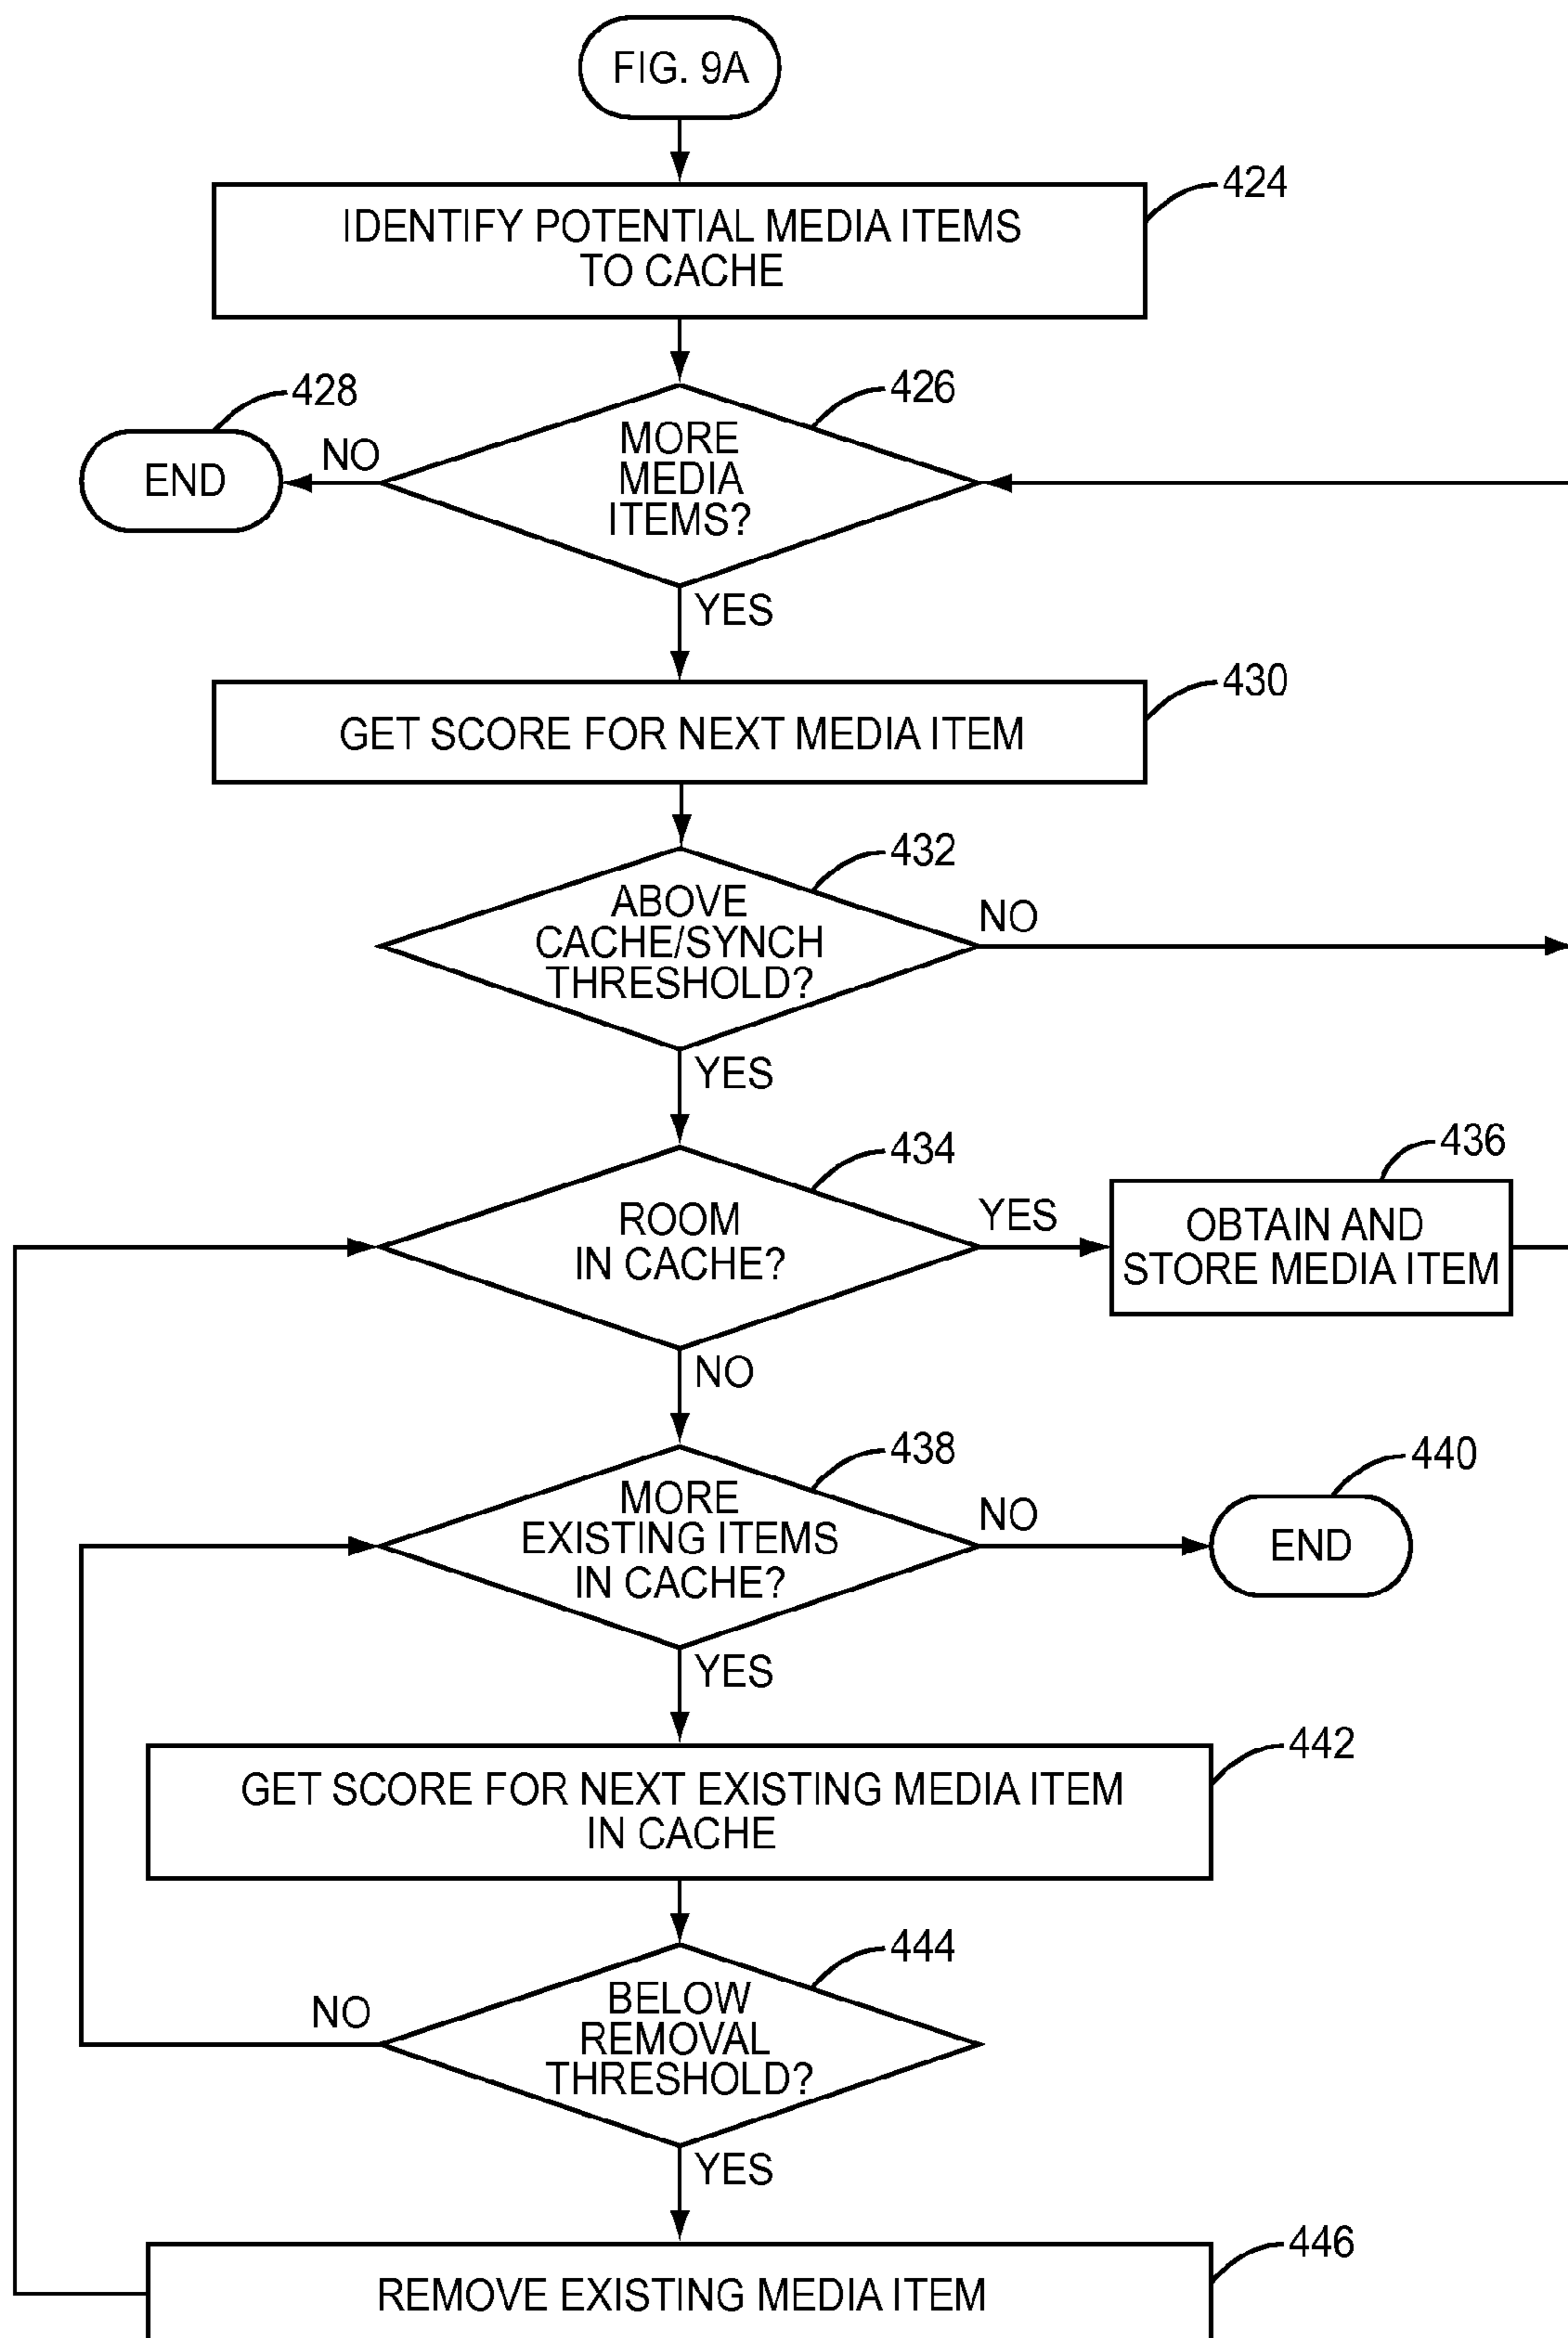 FIG. 9A
424
IDENTIFY POTENTIAL MEDIA ITEMS
TO CACHE
428
426
END
NO
MORE
MEDIA
ITEMS?
YES
430
GET SCORE FOR NEXT MEDIA ITEM
432
ABOVE
CACHE/SYNCH
THRESHOLD?
NO
YES
434
436
ROOM
IN CACHE?
YES
OBTAIN AND
STORE MEDIA ITEM
NO
438
440
MORE
EXISTING ITEMS
IN CACHE?
NO
END
YES
442
GET SCORE FOR NEXT EXISTING MEDIA ITEM
IN CACHE
444
NO
BELOW
REMOVAL
THRESHOLD?
YES
446
REMOVE EXISTING MEDIA ITEM